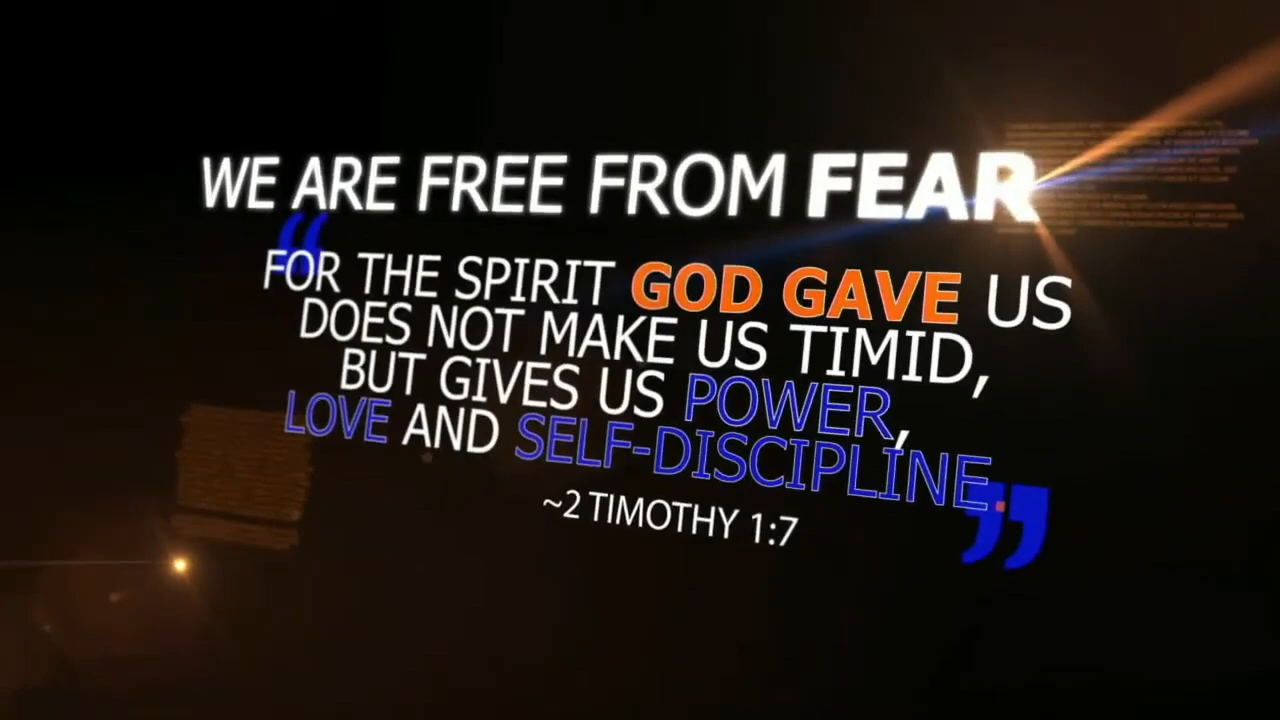 WE ARE FREE FROM FEAR
“FOR THE SPIRIT GOD GAVE US
DOES NOT MAKE US TIMID,
BUT GIVES US POWER,
LOVE AND SELF-DISCIPLINE.”
~2 TIMOTHY 1:7